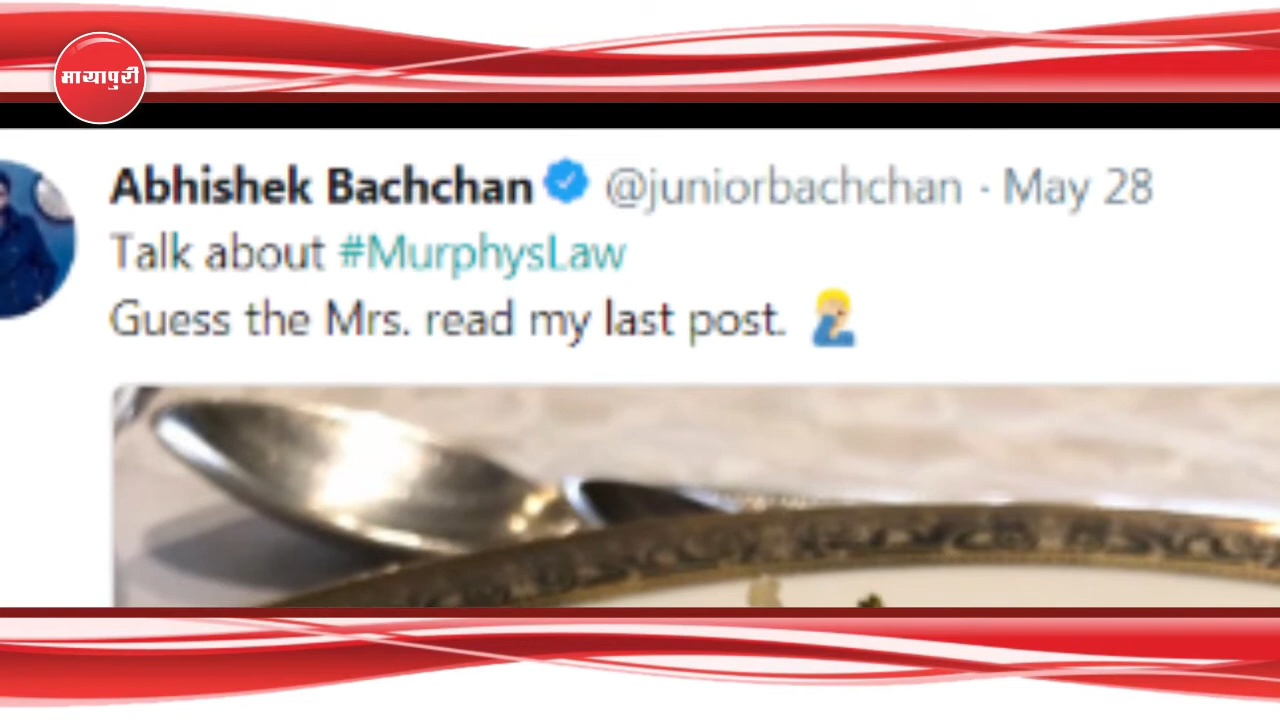 मायापुरी
Abhishek Bachchan @juniorbachchan · May 28
Talk about #MurphysLaw
Guess the Mrs. read my last post. 🤦🏼‍♂️